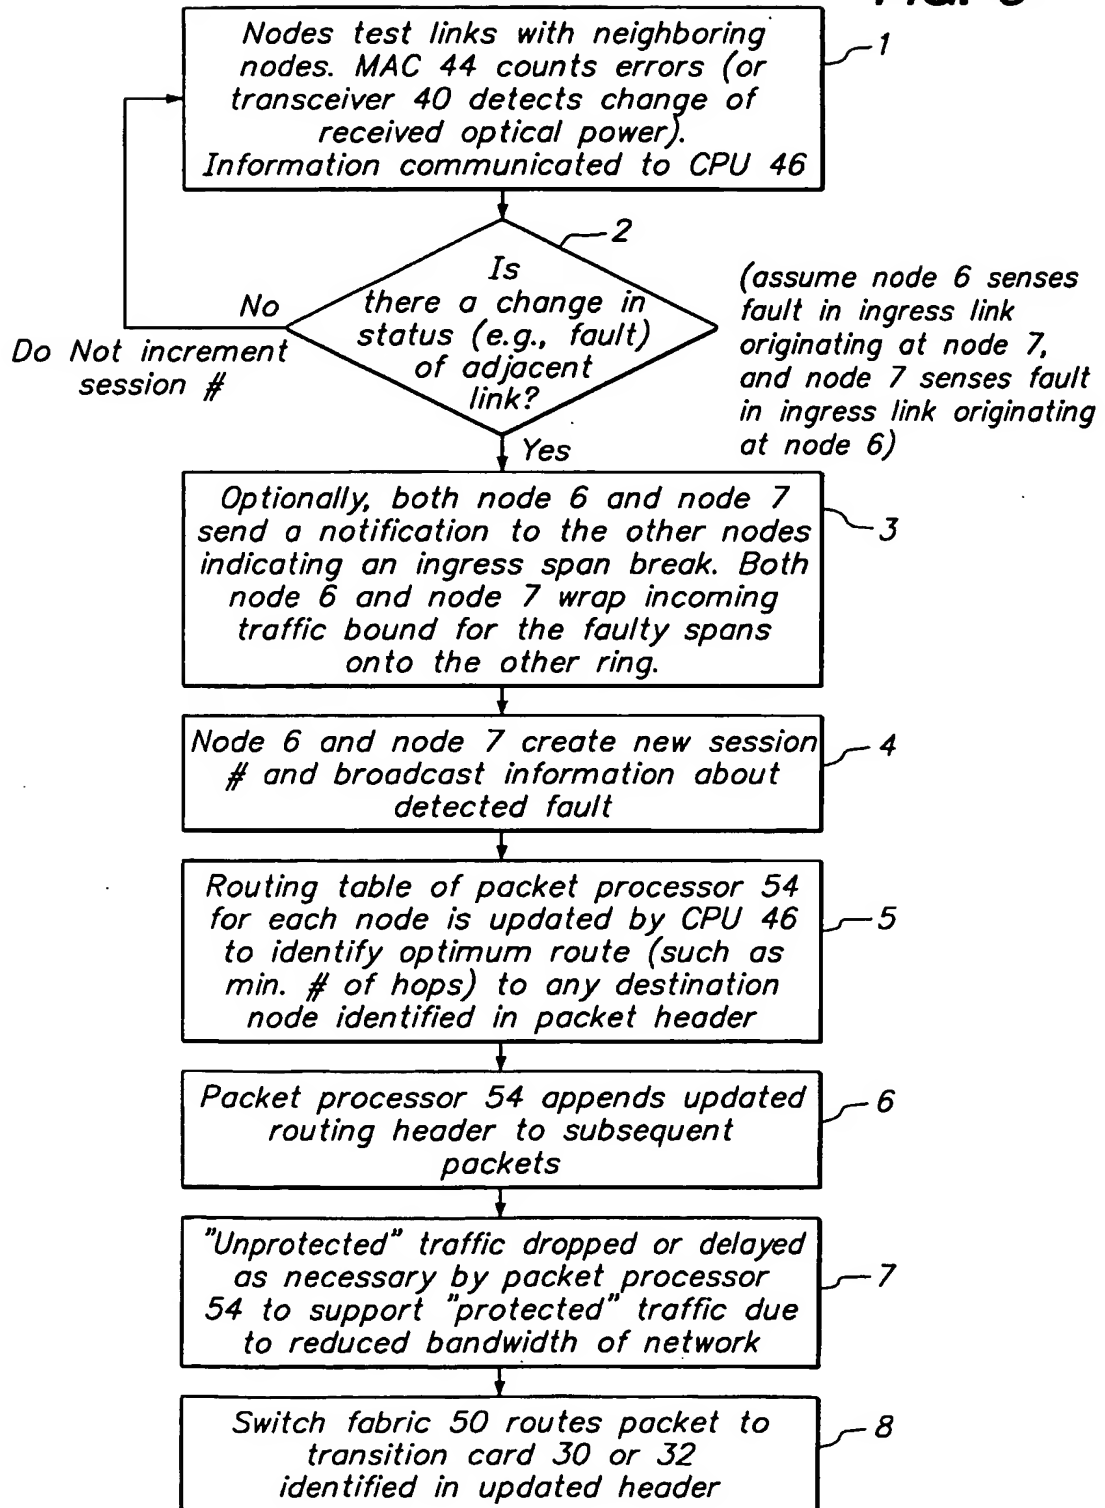 Nodes test links with neighboring
nodes. MAC 44 counts errors (or
transceiver 40 detects change of
received optical power).
Information communicated to CPU 46
1
2
Is
there a change in
status (e.g., fault)
of adjacent
link?
No
Do Not increment
session #
(assume node 6 senses
fault in ingress link
originating at node 7,
and node 7 senses fault
in ingress link originating
at node 6)
Yes
Optionally, both node 6 and node 7
send a notification to the other nodes
indicating an ingress span break. Both
node 6 and node 7 wrap incoming
traffic bound for the faulty spans
onto the other ring.
3
Node 6 and node 7 create new session
# and broadcast information about
detected fault
4
Routing table of packet processor 54
for each node is updated by CPU 46
to identify optimum route (such as
min. # of hops) to any destination
node identified in packet header
5
Packet processor 54 appends updated
routing header to subsequent
packets
6
"Unprotected" traffic dropped or delayed
as necessary by packet processor
54 to support "protected" traffic due
to reduced bandwidth of network
7
Switch fabric 50 routes packet to
transition card 30 or 32
identified in updated header
8